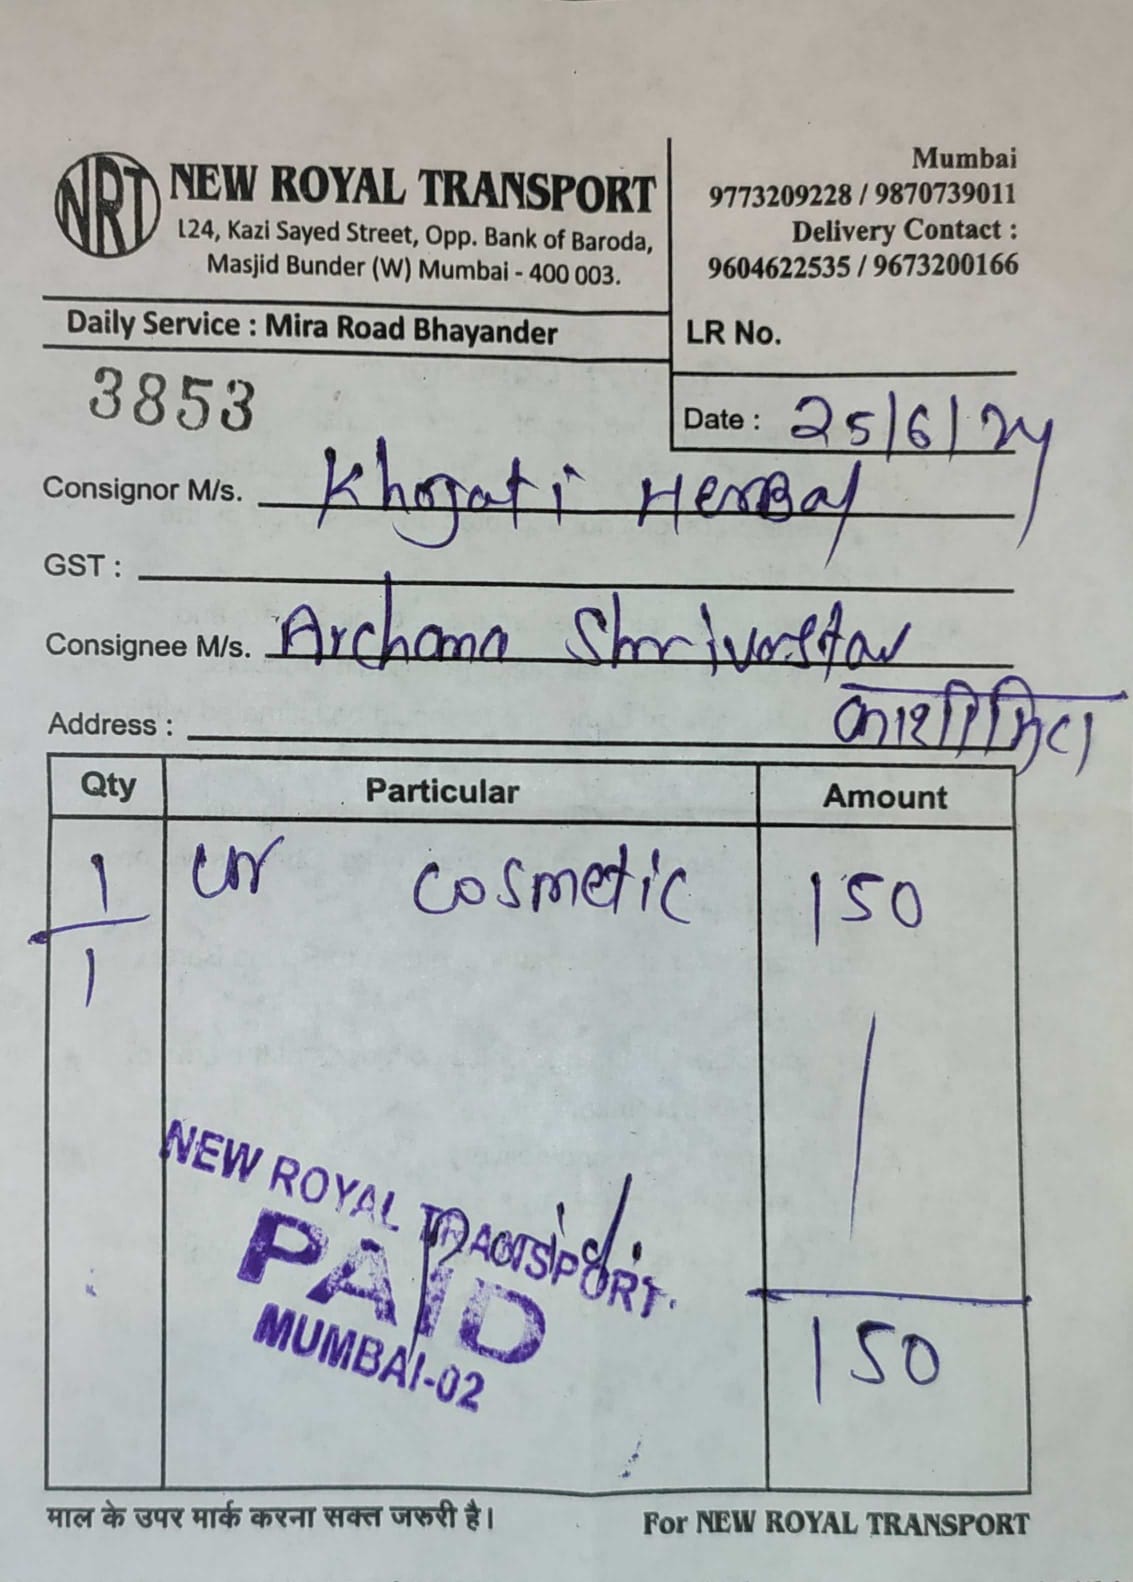 NRT
NEW ROYAL TRANSPORT
124, Kazi Sayed Street, Opp. Bank of Baroda,
Masjid Bunder (W) Mumbai - 400 003.
Mumbai
9773209228 / 9870739011
Delivery Contact :
9604622535 / 9673200166
Daily Service : Mira Road Bhayander
LR No.
3853
Date : 25/6/24
Consignor M/s. Khojati Herbal
GST :
Consignee M/s. Archana Shrivastav
Address :
Qty Particular Amount
1 Cosmetic 150
1
NEW ROYAL TRANSPORT.
PAID
MUMBAI-02
150
माल के उपर मार्क करना सक्त जरुरी है।
For NEW ROYAL TRANSPORT